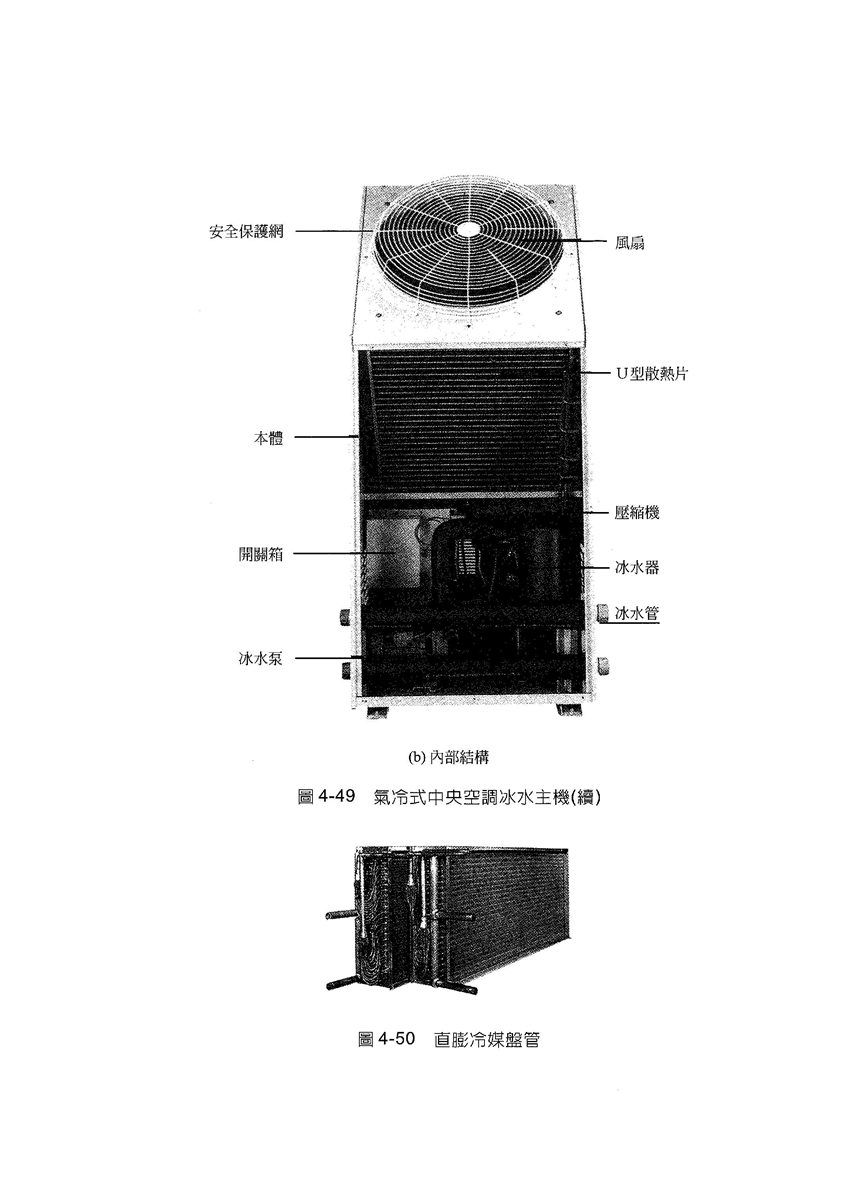 安全保護網
風扇
U型散熱片
本體
壓縮機
開關箱
冰水器
冰水管
冰水泵
(b) 內部結構
圖 4-49 氣冷式中央空調冰水主機(續)
圖 4-50 直膨冷媒盤管